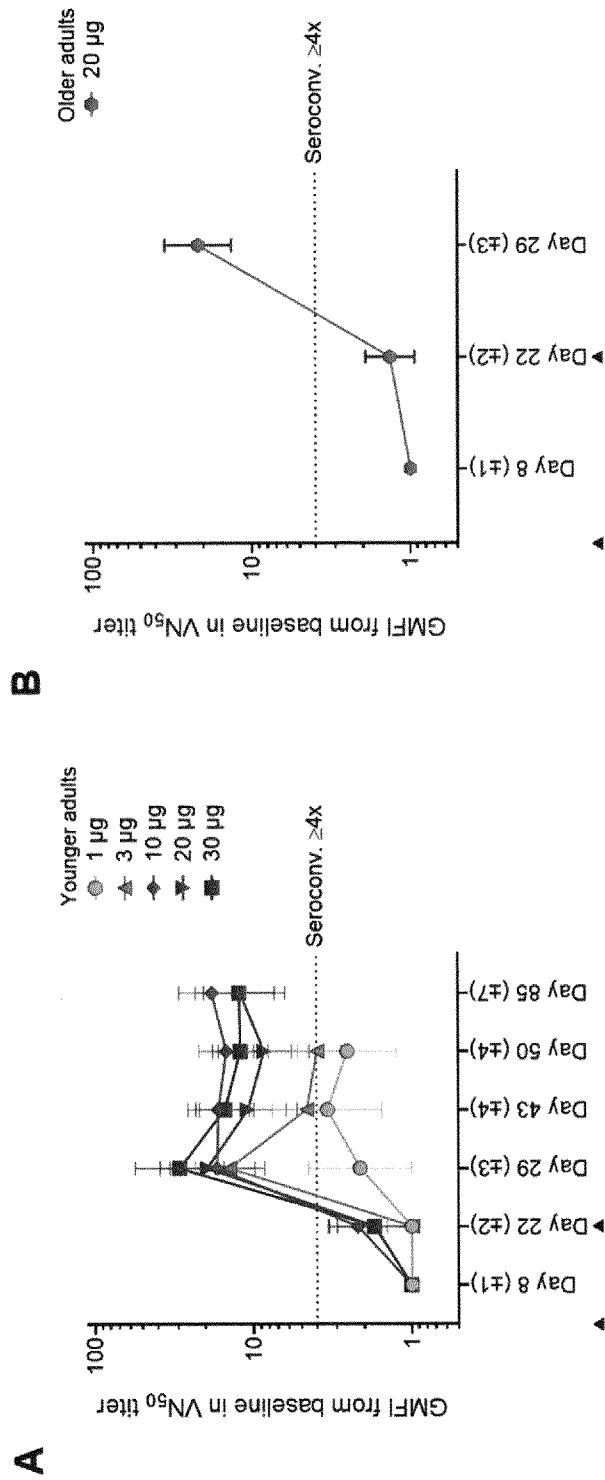 A
GMFI from baseline in VN50 titer
100
10
1
Younger adults
1 µg
3 µg
10 µg
20 µg
30 µg
Seroconv. ≥4x
Day 8 (±1)
Day 22 (±2)
Day 29 (±3)
Day 43 (±4)
Day 50 (±4)
Day 85 (±7)
B
GMFI from baseline in VN50 titer
100
10
1
Older adults
20 µg
Seroconv. ≥4x
Day 8 (±1)
Day 22 (±2)
Day 29 (±3)